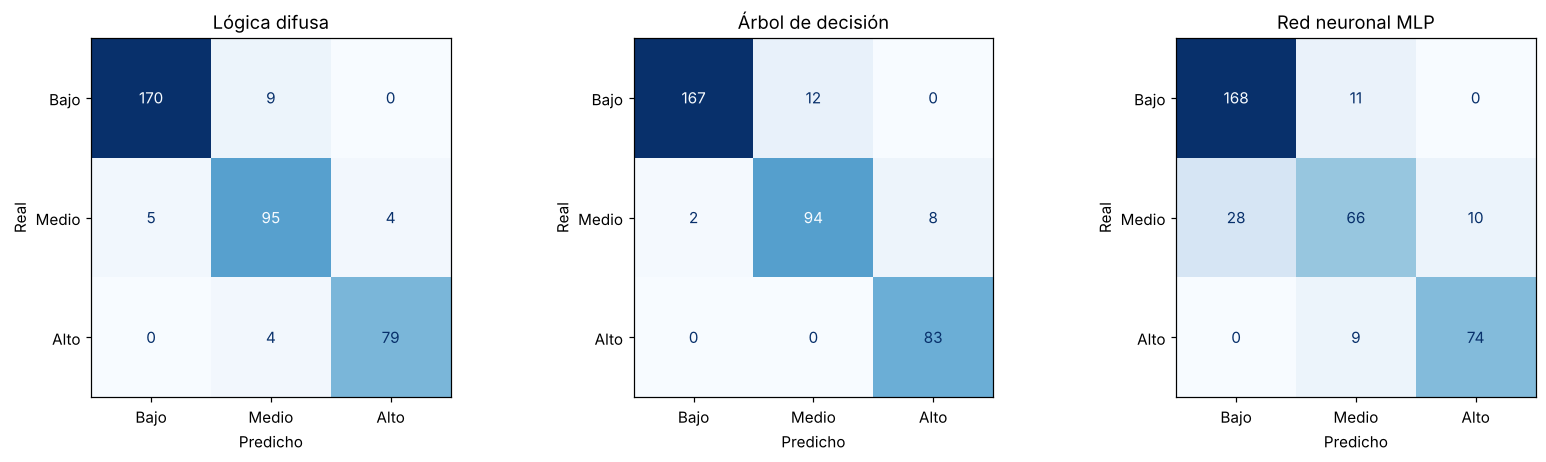 Lógica difusa
Bajo 170 9 0
Medio 5 95 4
Alto 0 4 79
Bajo Medio Alto
Predicho
Real
Árbol de decisión
Bajo 167 12 0
Medio 2 94 8
Alto 0 0 83
Bajo Medio Alto
Predicho
Real
Red neuronal MLP
Bajo 168 11 0
Medio 28 66 10
Alto 0 9 74
Bajo Medio Alto
Predicho
Real